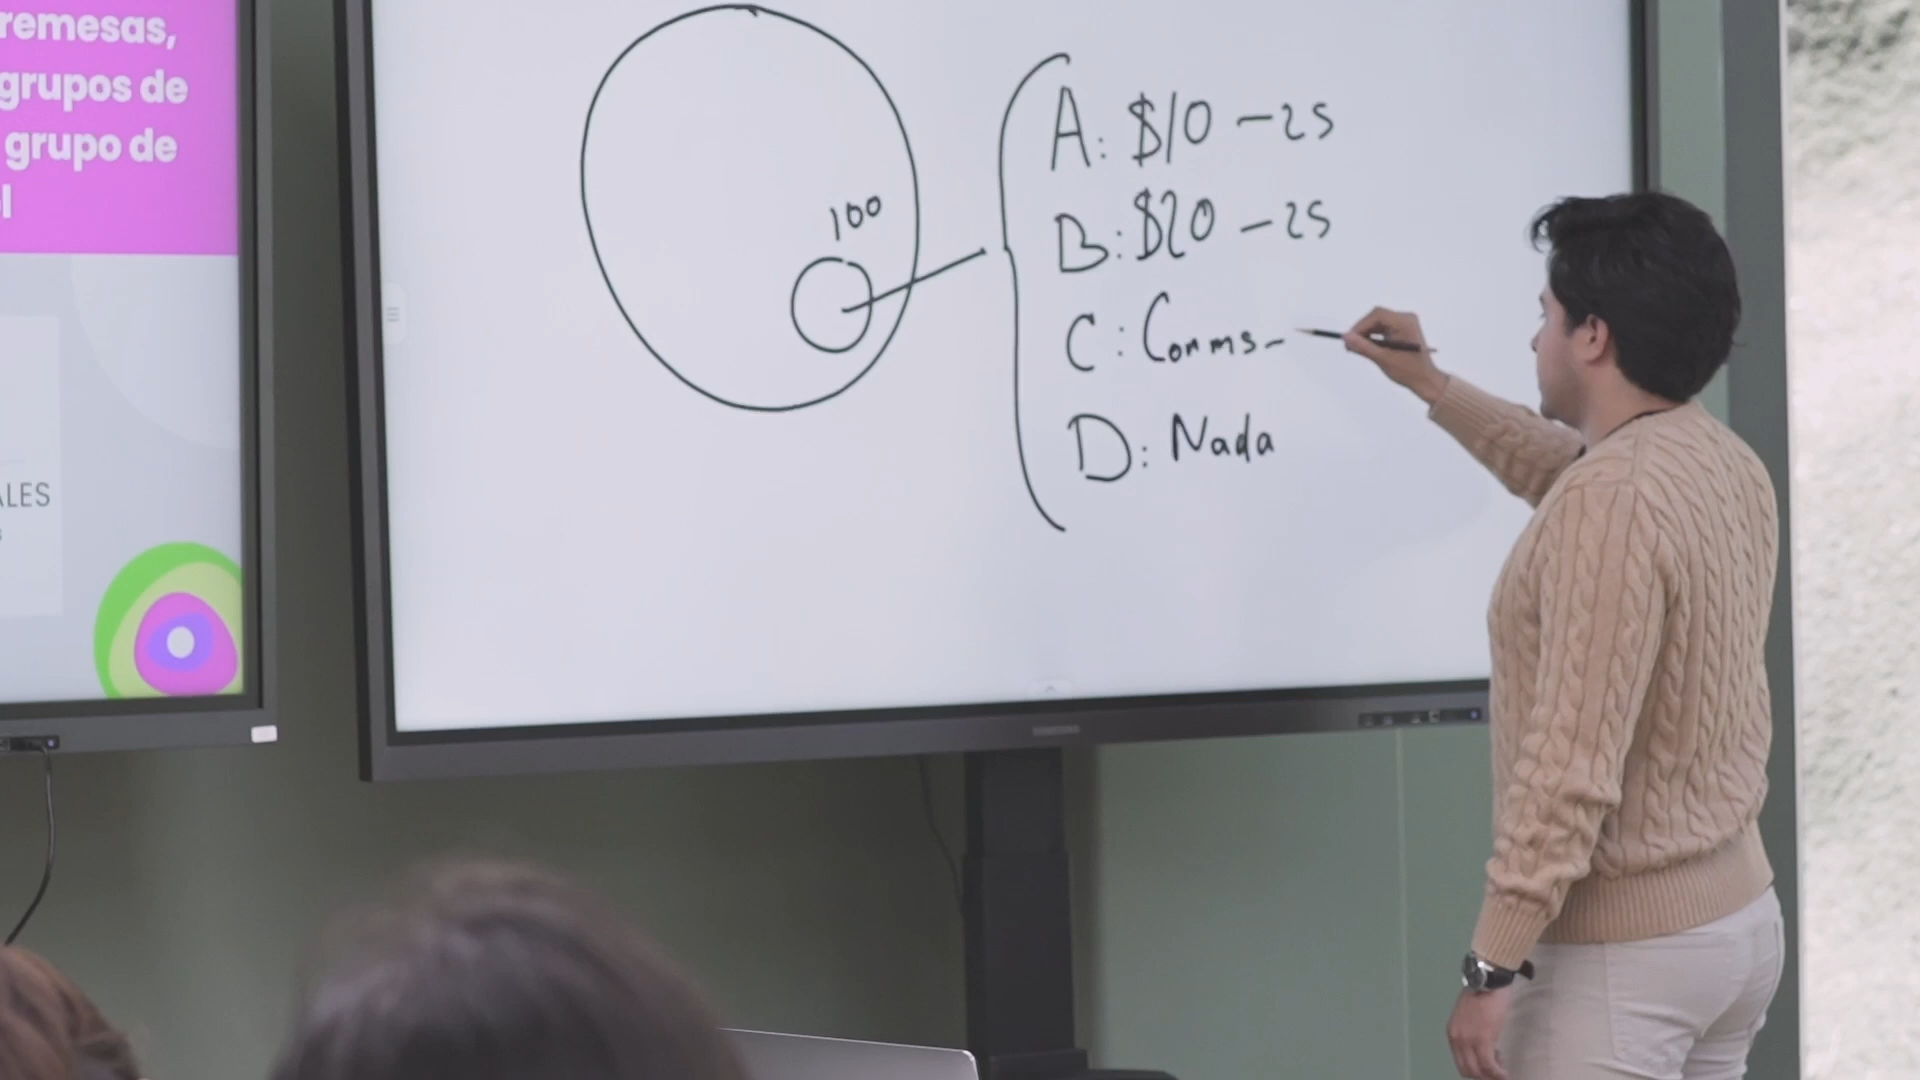 remesas,
grupos de
grupo de
l
ALES
100
A: $10 - 25
B: $20 - 25
C: Comms -
D: Nada